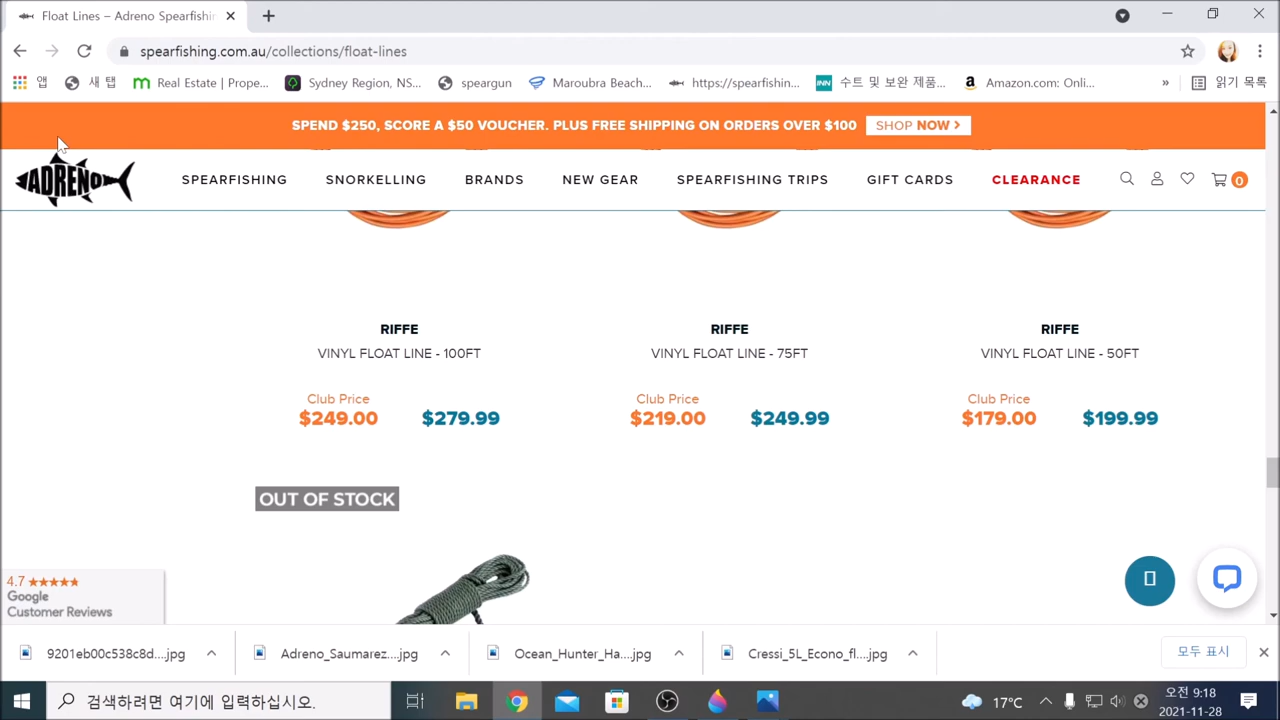 Float Lines – Adreno Spearfishin
spearfishing.com.au/collections/float-lines
앱 새 탭 Real Estate | Prope... Sydney Region, NS... speargun Maroubra Beach... https://spearfishin... 수트 및 보완 제품... Amazon.com: Onli... » 읽기 목록
SPEND $250, SCORE A $50 VOUCHER. PLUS FREE SHIPPING ON ORDERS OVER $100 SHOP NOW >
ADRENO SPEARFISHING SNORKELLING BRANDS NEW GEAR SPEARFISHING TRIPS GIFT CARDS CLEARANCE 0
RIFFE RIFFE RIFFE
VINYL FLOAT LINE - 100FT VINYL FLOAT LINE - 75FT VINYL FLOAT LINE - 50FT
Club Price Club Price Club Price
$249.00 $279.99 $219.00 $249.99 $179.00 $199.99
OUT OF STOCK
4.7 ★★★★★
Google
Customer Reviews
9201eb00c538c8d....jpg Adreno_Saumarez....jpg Ocean_Hunter_Ha....jpg Cressi_5L_Econo_fl....jpg 모두 표시
검색하려면 여기에 입력하십시오. 17°C 오전 9:18
2021-11-28